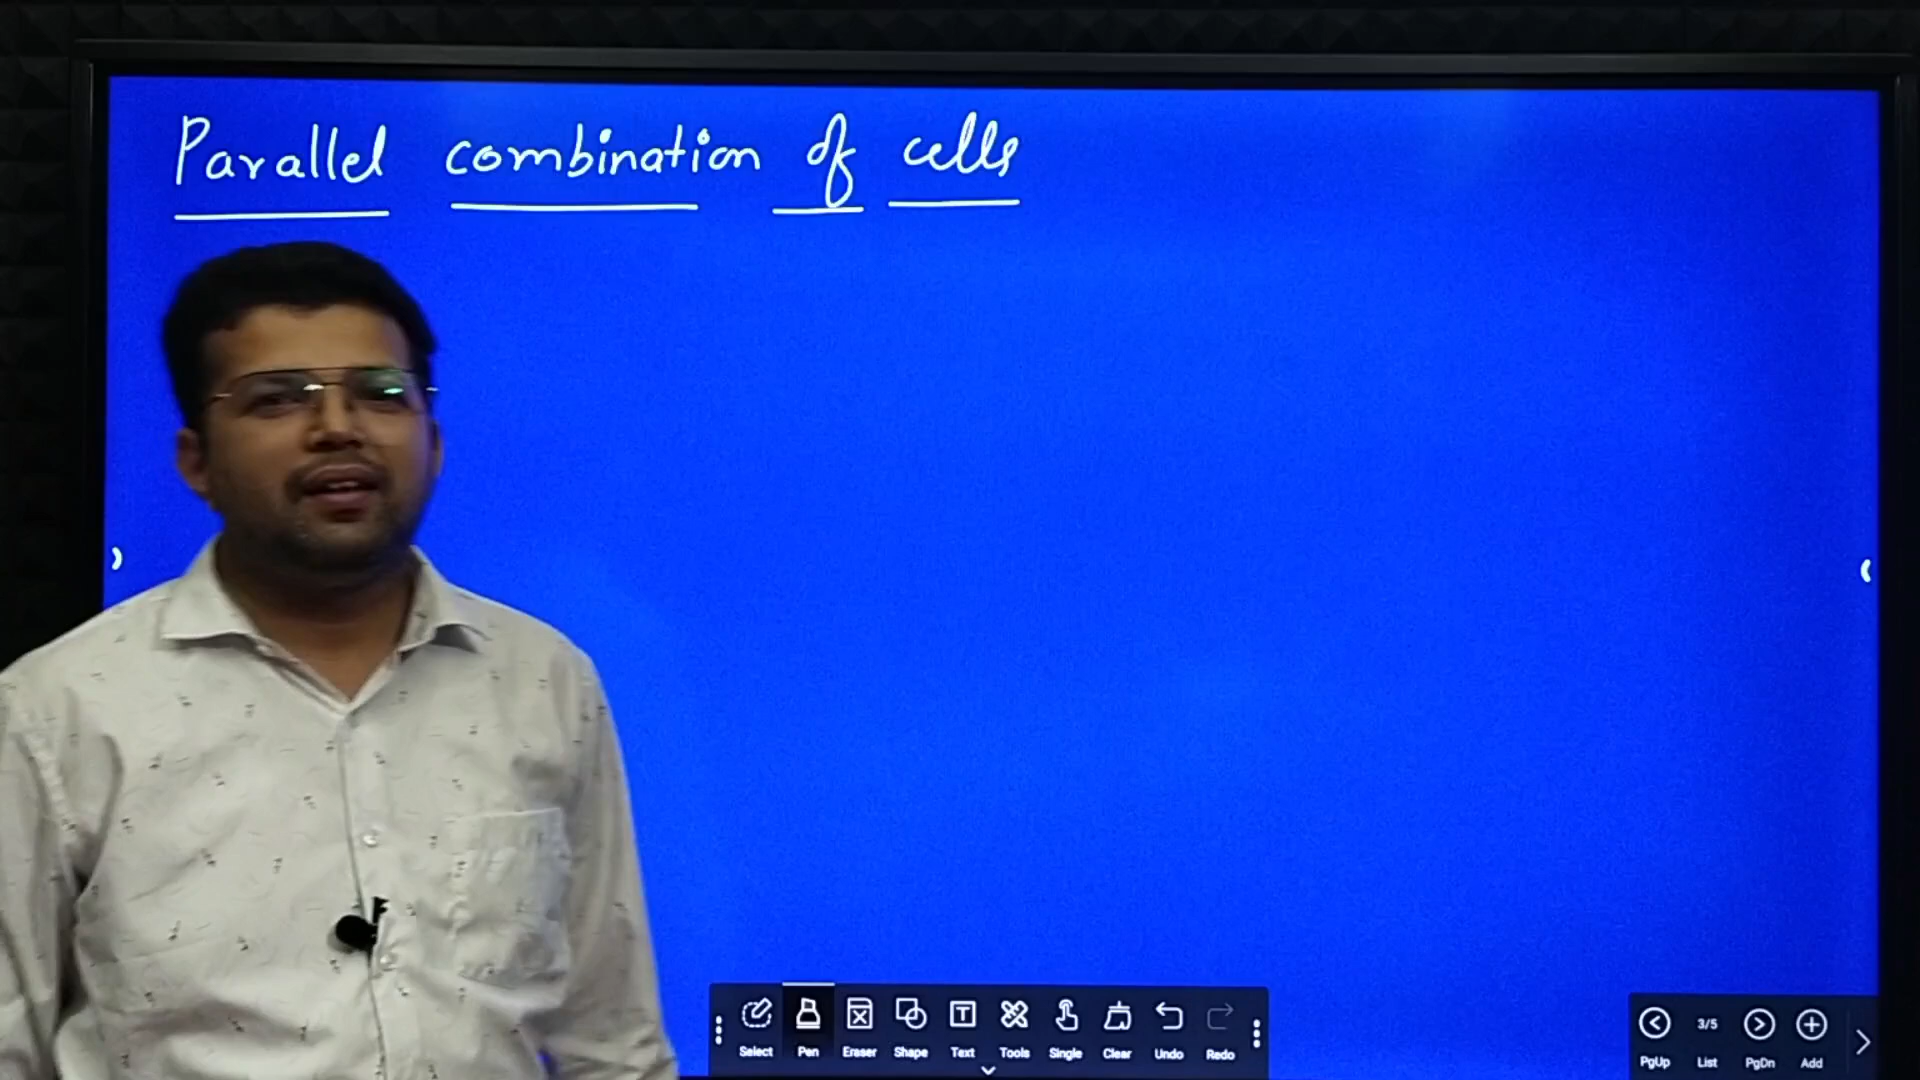 Parallel combination of cells
Select Pen Eraser Shape Text Tools Single Clear Undo Redo
3/5
PgUp List PgDn Add